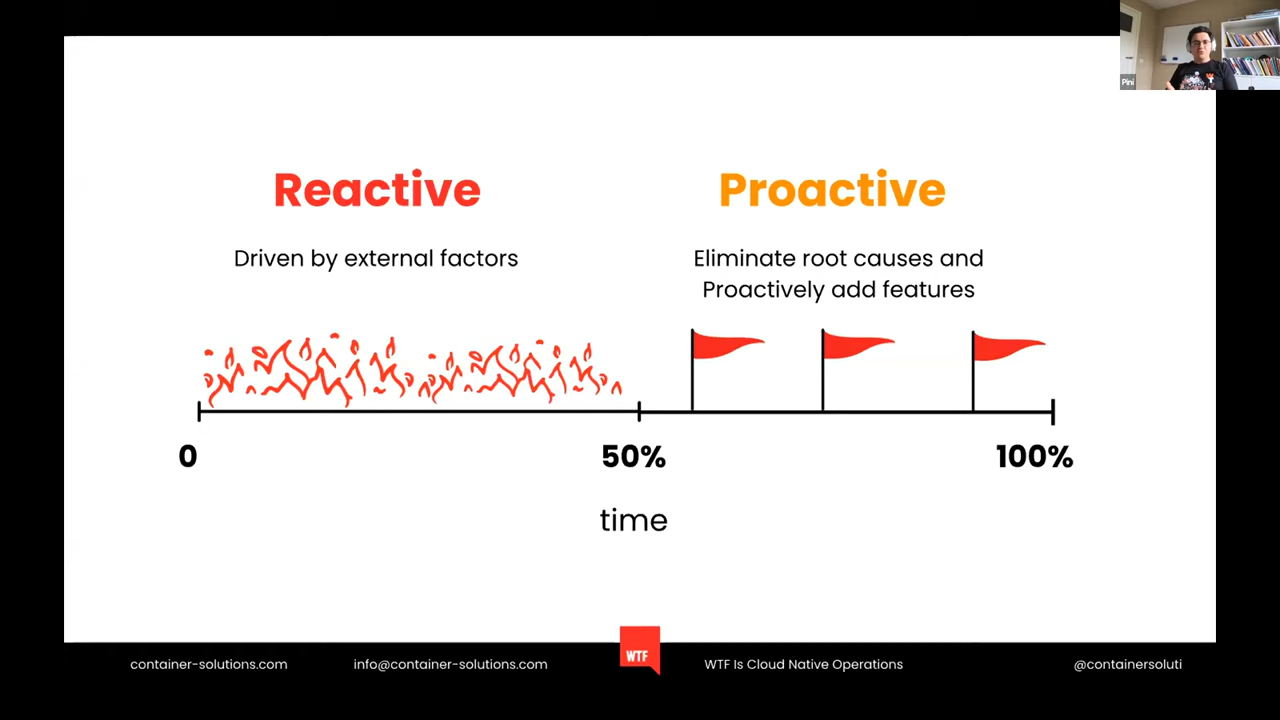 Pini
Reactive
Proactive
Driven by external factors
Eliminate root causes and
Proactively add features
0
50%
100%
time
WTF
container-solutions.com
info@container-solutions.com
WTF Is Cloud Native Operations
@containersoluti